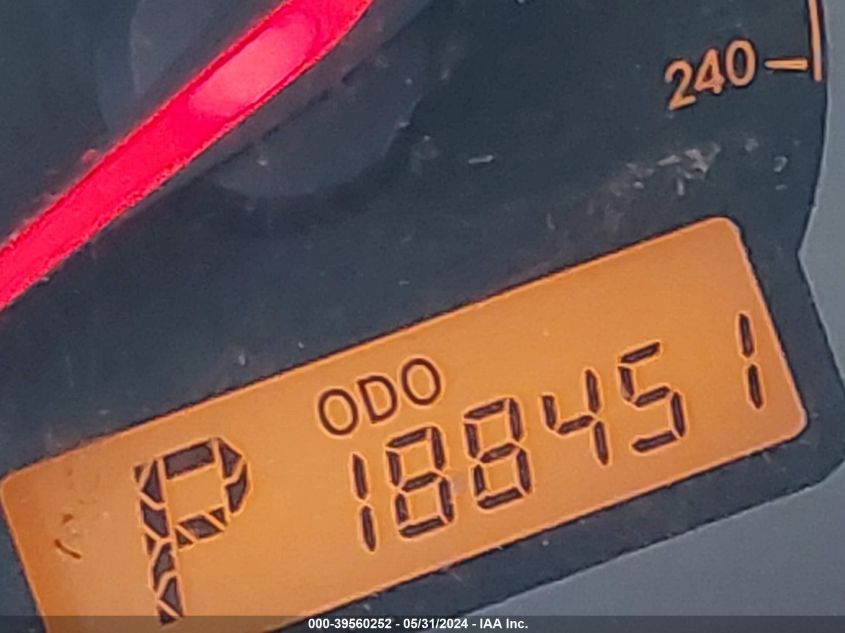 240
ODO
P 188451
000-39560252 - 05/31/2024 - IAA Inc.